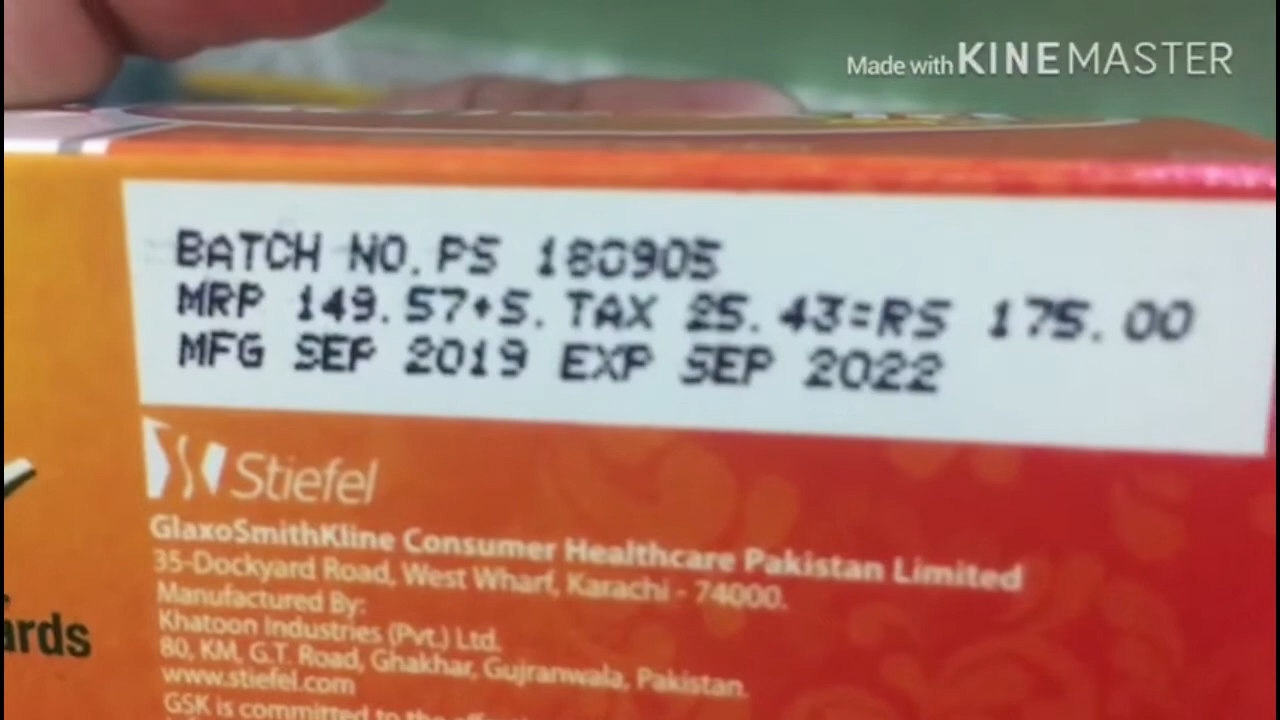 Made with KINEMASTER
BATCH NO. PS 180905
MRP 149.57+S. TAX 25.43=RS 175.00
MFG SEP 2019 EXP SEP 2022
Stiefel
GlaxoSmithKline Consumer Healthcare Pakistan Limited
35-Dockyard Road, West Wharf, Karachi - 74000.
Manufactured By:
Khatoon Industries (Pvt.) Ltd.
80, KM, G.T. Road, Ghakhar, Gujranwala, Pakistan.
www.stiefel.com
GSK is committed to the
ards